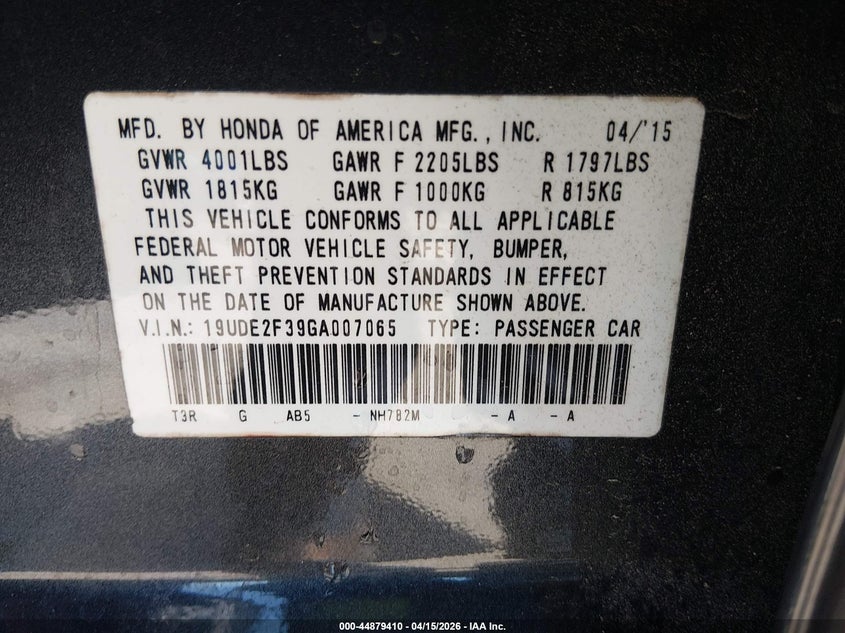 MFD. BY HONDA OF AMERICA MFG., INC. 04/'15
GVWR 4001LBS GAWR F 2205LBS R 1797LBS
GVWR 1815KG GAWR F 1000KG R 815KG
THIS VEHICLE CONFORMS TO ALL APPLICABLE
FEDERAL MOTOR VEHICLE SAFETY, BUMPER,
AND THEFT PREVENTION STANDARDS IN EFFECT
ON THE DATE OF MANUFACTURE SHOWN ABOVE.
V.I.N.: 19UDE2F39GA007065 TYPE: PASSENGER CAR
T3R G AB5 - NH782M - A - A
000-44879410 - 04/15/2026 - IAA Inc.